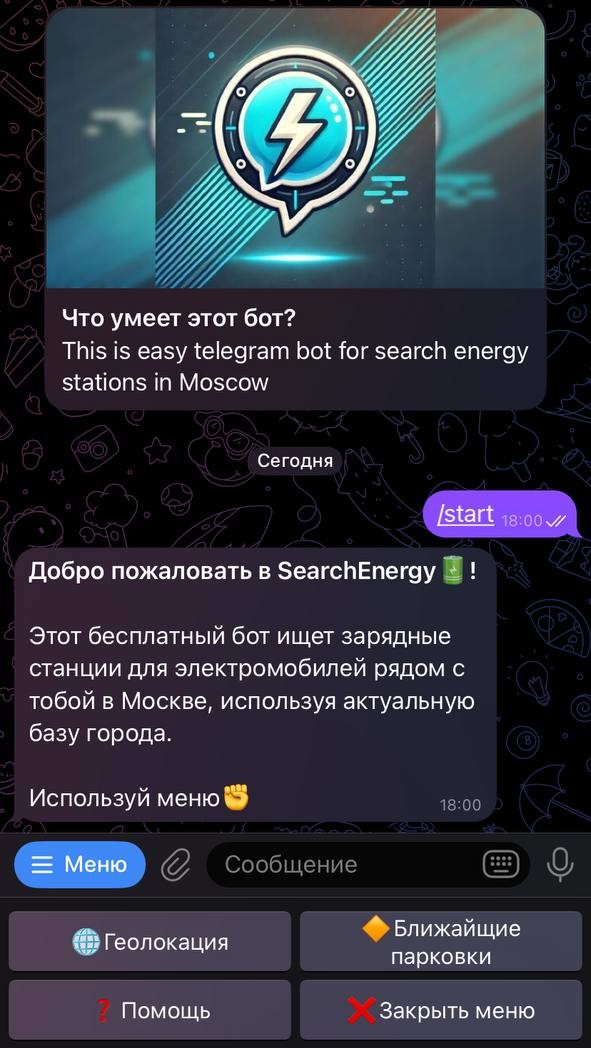 Что умеет этот бот?
This is easy telegram bot for search energy
stations in Moscow
Сегодня
/start 18:00
Добро пожаловать в SearchEnergy🔋!
Этот бесплатный бот ищет зарядные
станции для электромобилей рядом с
тобой в Москве, используя актуальную
базу города.
Используй меню✊
18:00
Меню
Сообщение
🌐Геолокация
🔶Ближайщие
парковки
❓Помощь
❌Закрыть меню